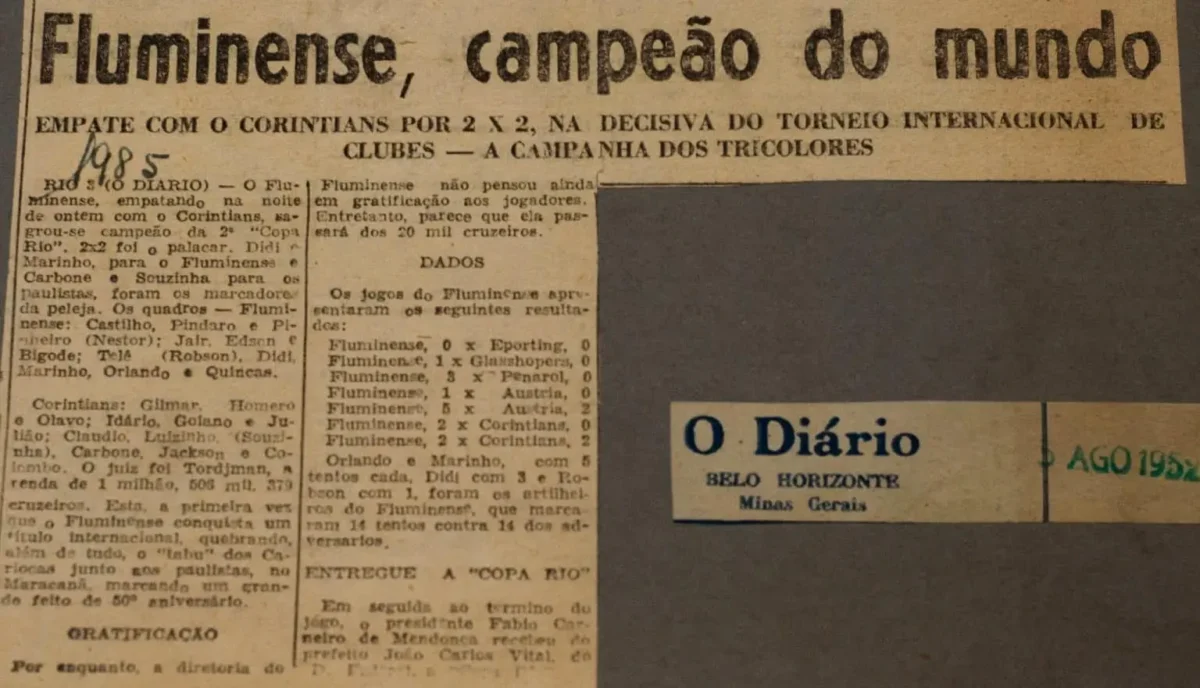 Fluminense, campeão do mundo
EMPATE COM O CORINTIANS POR 2 X 2, NA DECISIVA DO TORNEIO INTERNACIONAL DE
CLUBES — A CAMPANHA DOS TRICOLORES
1985
RIO 3 (O DIARIO) — O Flu-
minense, empatando na noite
de ontem com o Corintians, sa-
grou-se campeão da 2ª "Copa
Rio". 2x2 foi o palacar. Didi e
Marinho, para o Fluminense e
Carbone e Souzinha para os
paulistas, foram os marcadores
da peleja. Os quadros — Flumi-
nense: Castilho, Pindaro e Pi-
nheiro (Nestor); Jair, Edson e
Bigode; Telê (Robson), Didi,
Marinho, Orlando e Quincas.
Corintians: Gilmar, Homero
e Olavo; Idário, Goiano e Ju-
lião; Claudio, Luizinho, (Souzi-
nha), Carbone, Jackson e Co-
lombo. O juiz foi Tordjman, a
renda de 1 milhão, 506 mil, 379
cruzeiros. Esta, a primeira vez
que o Fluminense conquista um
titulo internacional, quebrando,
além de tudo, o "tabu" dos Ca-
riocas junto aos paulistas, no
Maracanã, marcando um gran-
de feito de 50º aniversário.
GRATIFICAÇÃO
Por enquanto, a diretoria do
Fluminense não pensou ainda
em gratificação aos jogadores.
Entretanto, parece que ela pas-
sará dos 20 mil cruzeiros.
DADOS
Os jogos do Fluminense apre-
sentaram os seguintes resulta-
dos:
Fluminense, 0 x Eporting, 0
Fluminense, 1 x Glasshopers, 0
Fluminense, 3 x Penarol, 0
Fluminense, 1 x Austria, 0
Fluminense, 5 x Austria, 2
Fluminense, 2 x Corintians, 0
Fluminense, 2 x Corintians, 2
Orlando e Marinho, com 5
tentos cada, Didi com 3 e Ro-
bson com 1, foram os artilhei-
ros do Fluminense, que marca-
ram 14 tentos contra 14 dos ad-
versarios.
ENTREGUE A "COPA RIO"
Em seguida ao termino do
jogo, o presidente Fabio Car-
neiro de Mendonça recebeu do
prefeito João Carlos Vital, do
O Diário
BELO HORIZONTE
Minas Gerais
AGO 1952